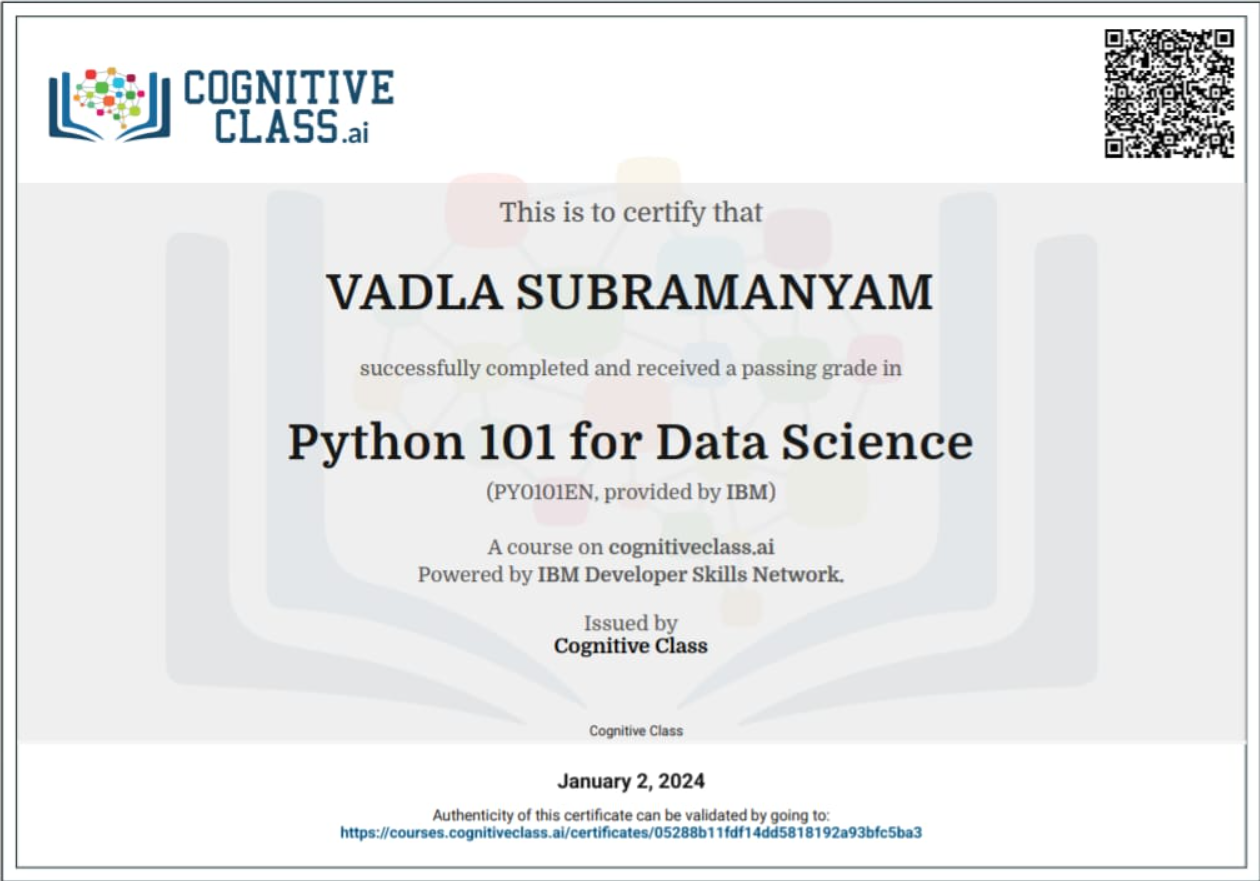 COGNITIVE
CLASS.ai
This is to certify that
VADLA SUBRAMANYAM
successfully completed and received a passing grade in
Python 101 for Data Science
(PY0101EN, provided by IBM)
A course on cognitiveclass.ai
Powered by IBM Developer Skills Network.
Issued by
Cognitive Class
Cognitive Class
January 2, 2024
Authenticity of this certificate can be validated by going to:
https://courses.cognitiveclass.ai/certificates/05288b11fdf14dd5818192a93bfc5ba3